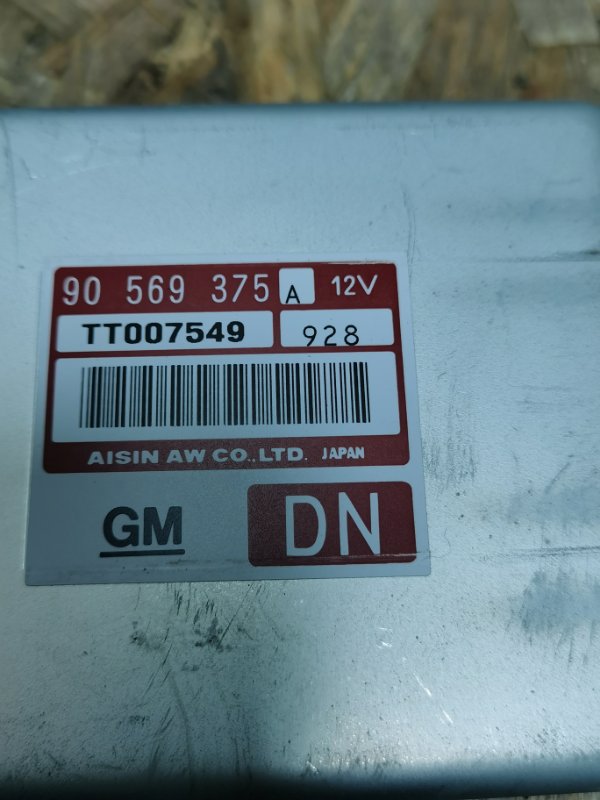 90 569 375 A 12V
TT007549 928
AISIN AW CO.,LTD. JAPAN
GM DN